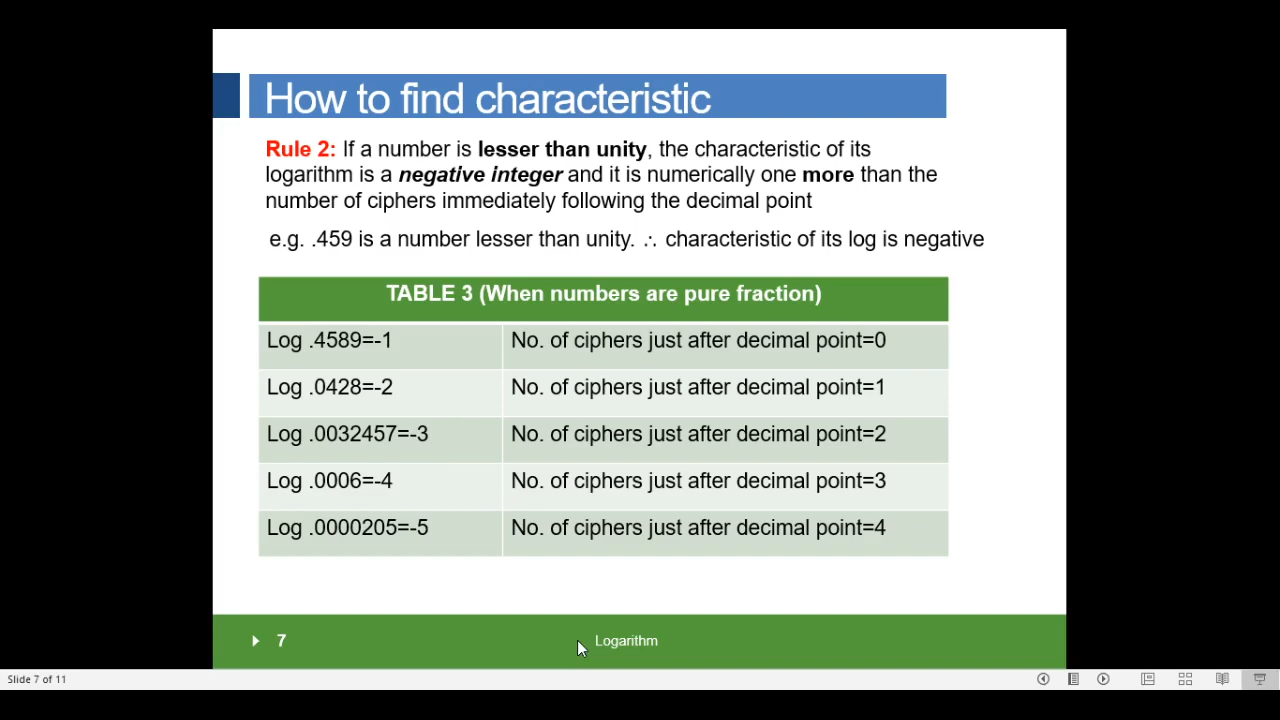 How to find characteristic
Rule 2: If a number is lesser than unity, the characteristic of its
logarithm is a negative integer and it is numerically one more than the
number of ciphers immediately following the decimal point
e.g. .459 is a number lesser than unity. ∴ characteristic of its log is negative
TABLE 3 (When numbers are pure fraction)
Log .4589=-1 No. of ciphers just after decimal point=0
Log .0428=-2 No. of ciphers just after decimal point=1
Log .0032457=-3 No. of ciphers just after decimal point=2
Log .0006=-4 No. of ciphers just after decimal point=3
Log .0000205=-5 No. of ciphers just after decimal point=4
7 Logarithm
Slide 7 of 11